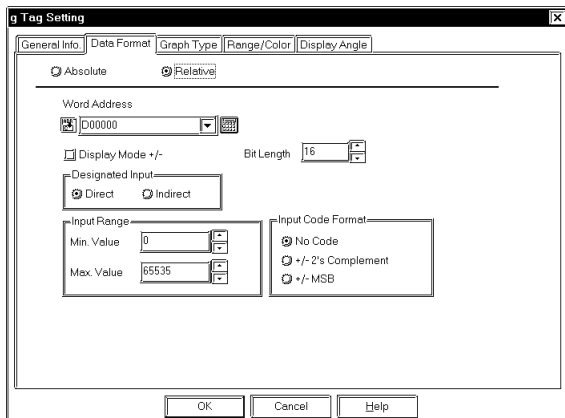 g Tag Setting
General Info. Data Format Graph Type Range/Color Display Angle
Absolute Relative
Word Address
D00000
Display Mode +/- Bit Length 16
Designated Input
Direct Indirect
Input Range Input Code Format
Min. Value 0 No Code
+/- 2's Complement
Max. Value 65535
+/- MSB
OK Cancel Help